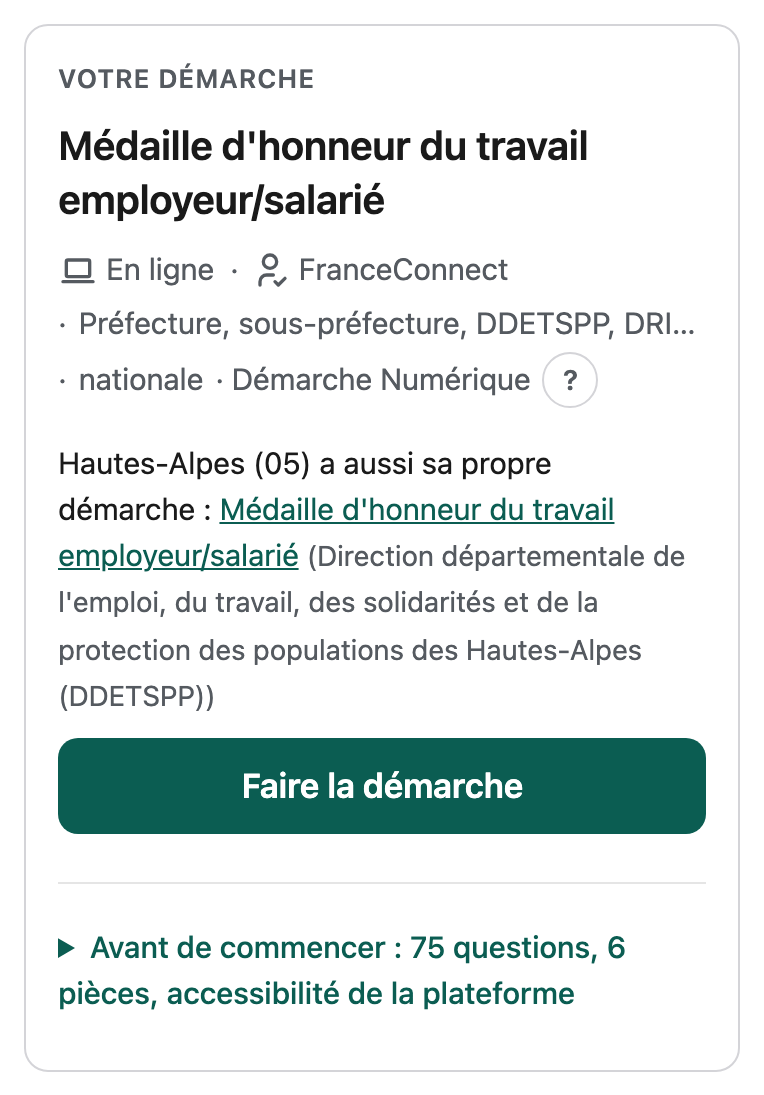 VOTRE DÉMARCHE
Médaille d'honneur du travail
employeur/salarié
En ligne · FranceConnect
· Préfecture, sous-préfecture, DDETSPP, DRI...
· nationale · Démarche Numérique ?
Hautes-Alpes (05) a aussi sa propre
démarche : Médaille d'honneur du travail
employeur/salarié (Direction départementale de
l'emploi, du travail, des solidarités et de la
protection des populations des Hautes-Alpes
(DDETSPP))
Faire la démarche
Avant de commencer : 75 questions, 6
pièces, accessibilité de la plateforme